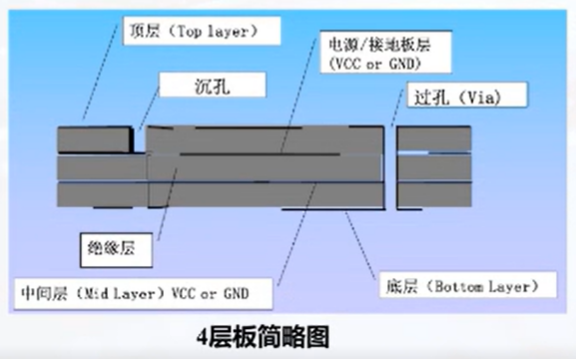 顶层（Top layer）
电源/接地板层
(VCC or GND)
沉孔
过孔（Via）
绝缘层
中间层（Mid Layer）VCC or GND
底层（Bottom Layer）
4层板简略图